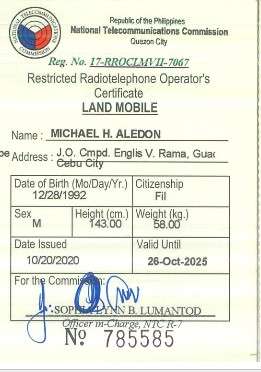 Republic of the Philippines
National Telecommunications Commission
Quezon City
Reg. No. 17-RROCLMVII-7067
Restricted Radiotelephone Operator's
Certificate
LAND MOBILE
Name : MICHAEL H. ALEDON
Address : J.O. Cmpd. Englis V. Rama, Guad
Cebu City
Date of Birth (Mo/Day/Yr.) Citizenship
12/28/1992 Fil
Sex Height (cm.) Weight (kg.)
M 143.00 58.00
Date Issued Valid Until
10/20/2020 26-Oct-2025
For the Commission:
LYNN B. LUMANTOD
Officer in-Charge, NTC R-7
No 785585